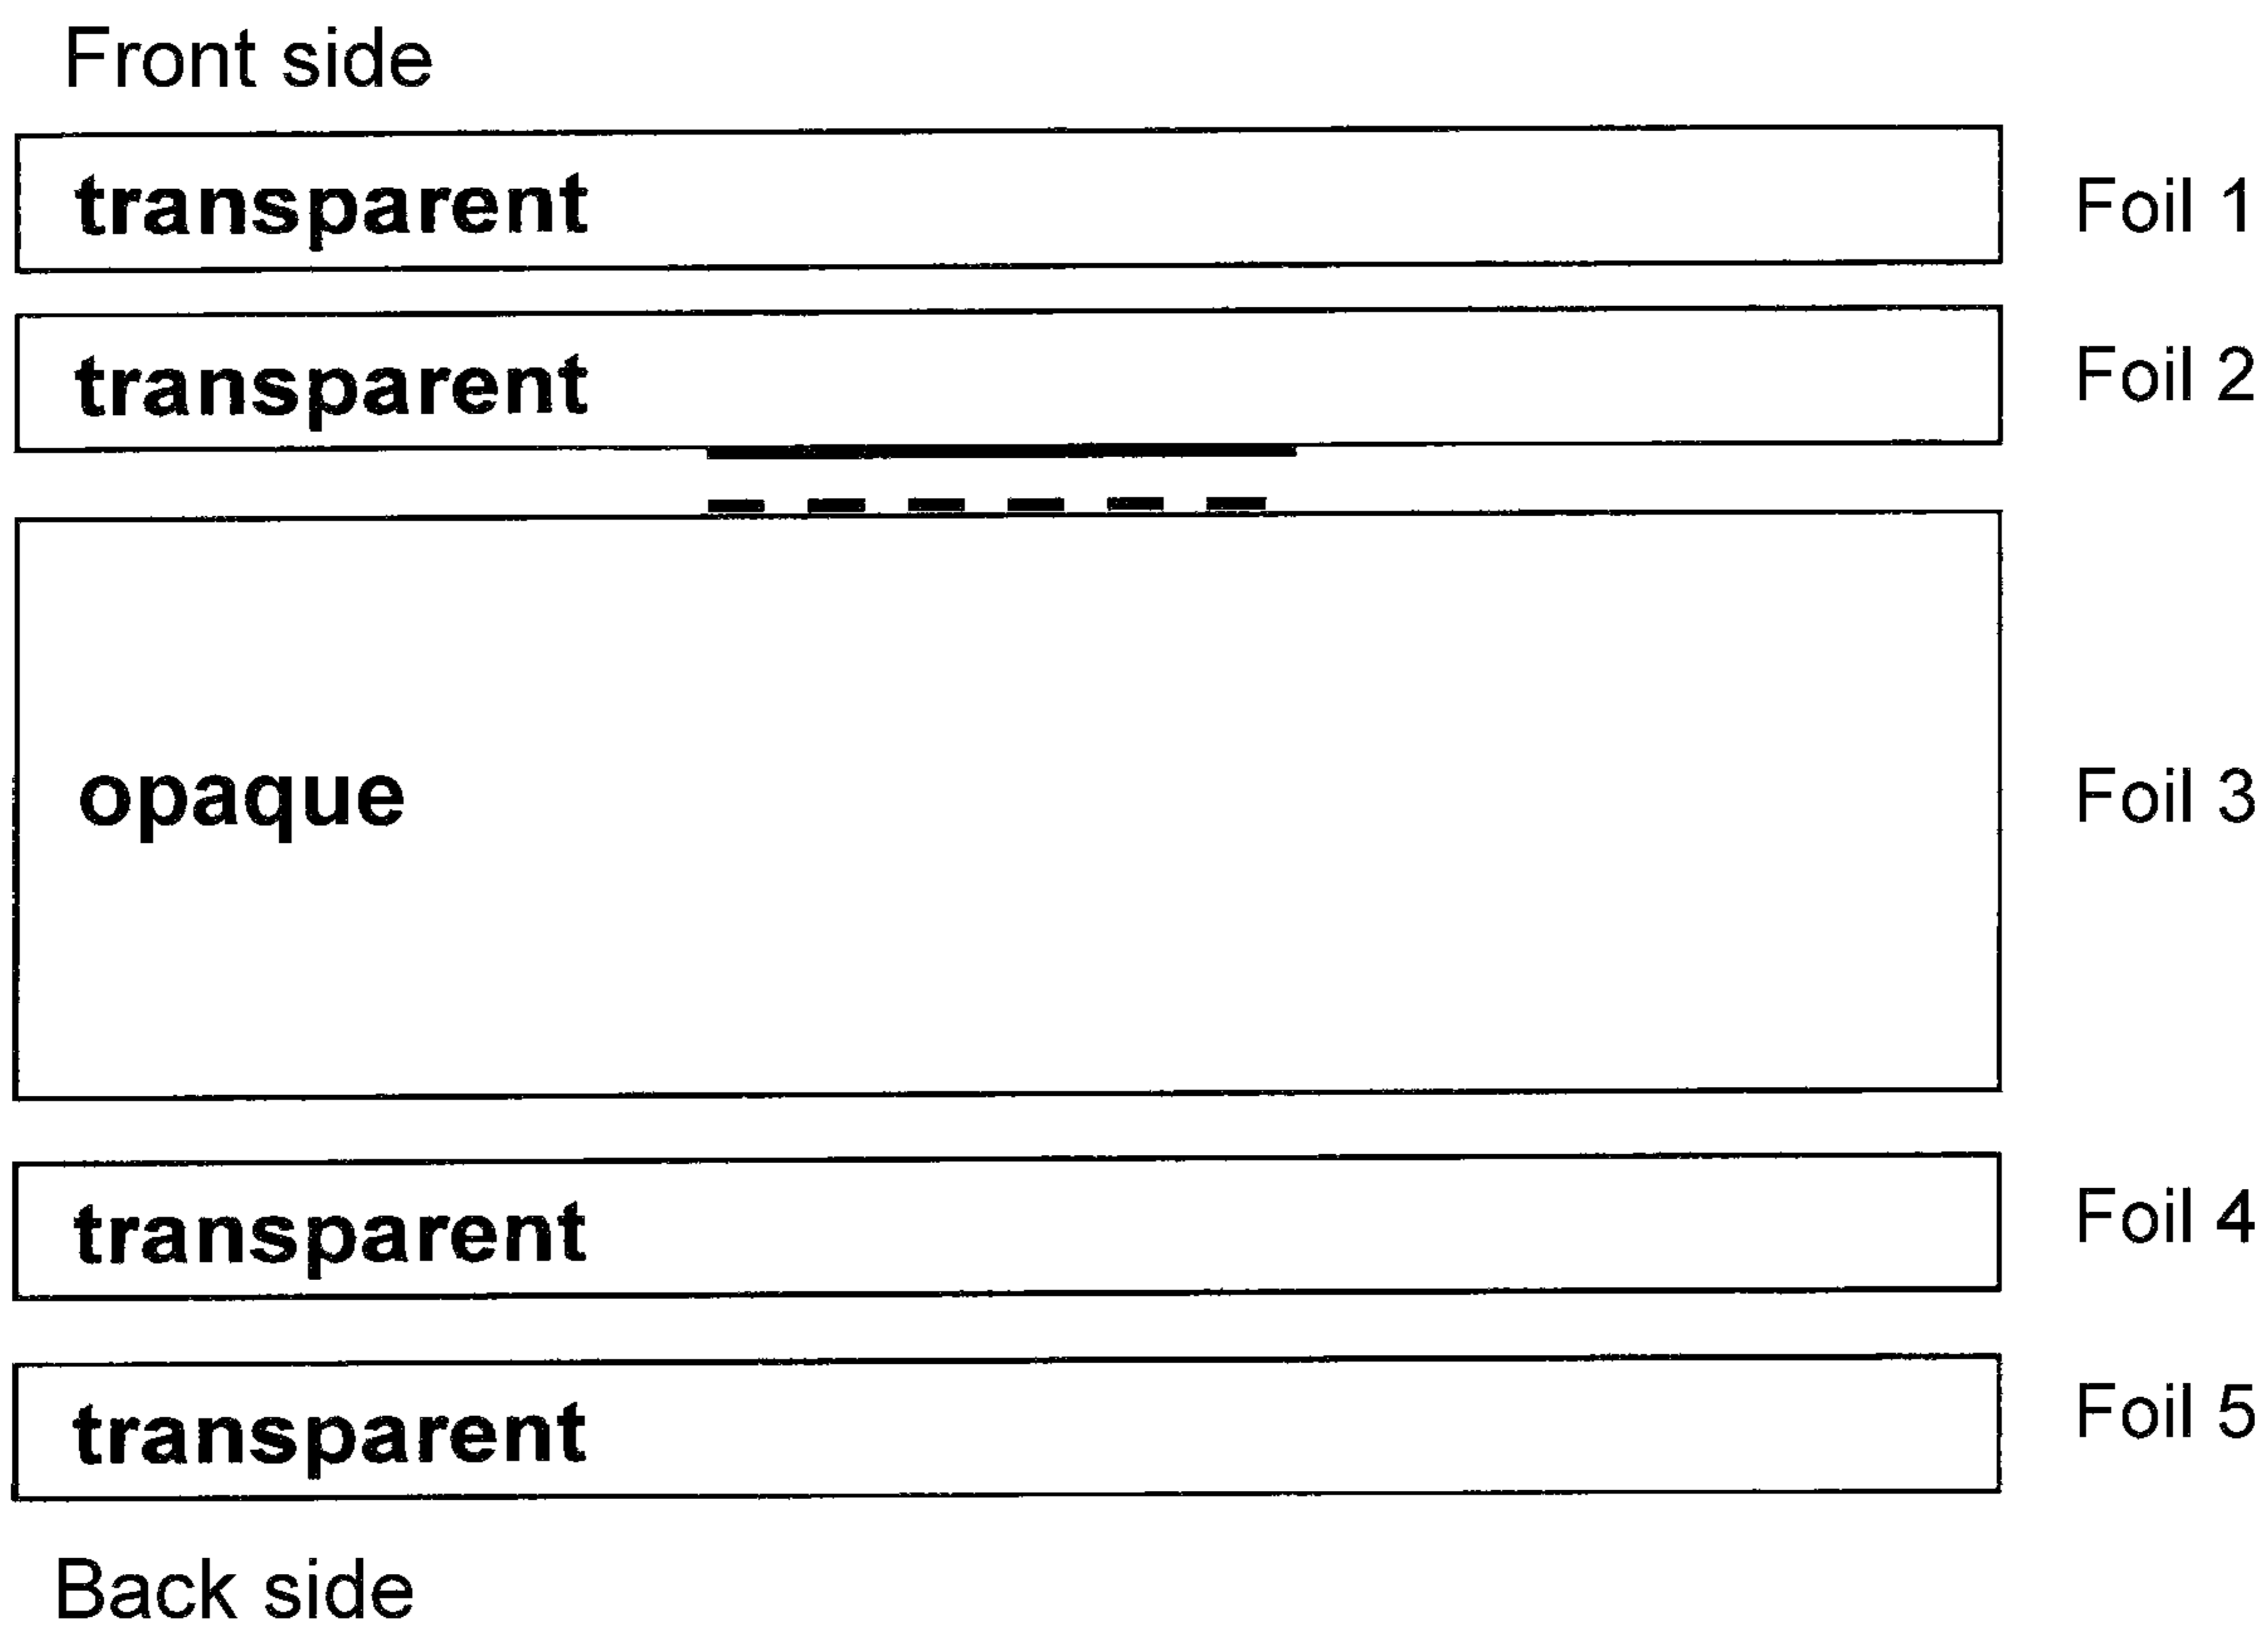 Front side
transparent Foil 1
transparent Foil 2
opaque Foil 3
transparent Foil 4
transparent Foil 5
Back side